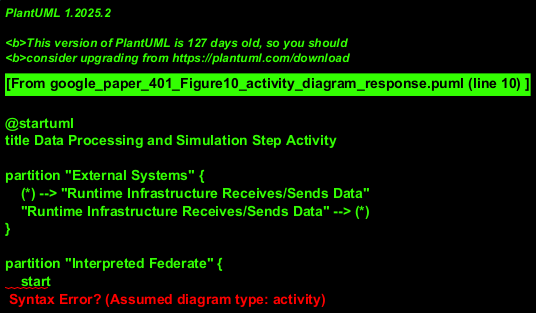 PlantUML 1.2025.2
<b>This version of PlantUML is 127 days old, so you should
<b>consider upgrading from https://plantuml.com/download
[From google_paper_401_Figure10_activity_diagram_response.puml (line 10) ]
@startuml
title Data Processing and Simulation Step Activity
partition "External Systems" {
(*) --> "Runtime Infrastructure Receives/Sends Data"
"Runtime Infrastructure Receives/Sends Data" --> (*)
}
partition "Interpreted Federate" {
start
Syntax Error? (Assumed diagram type: activity)